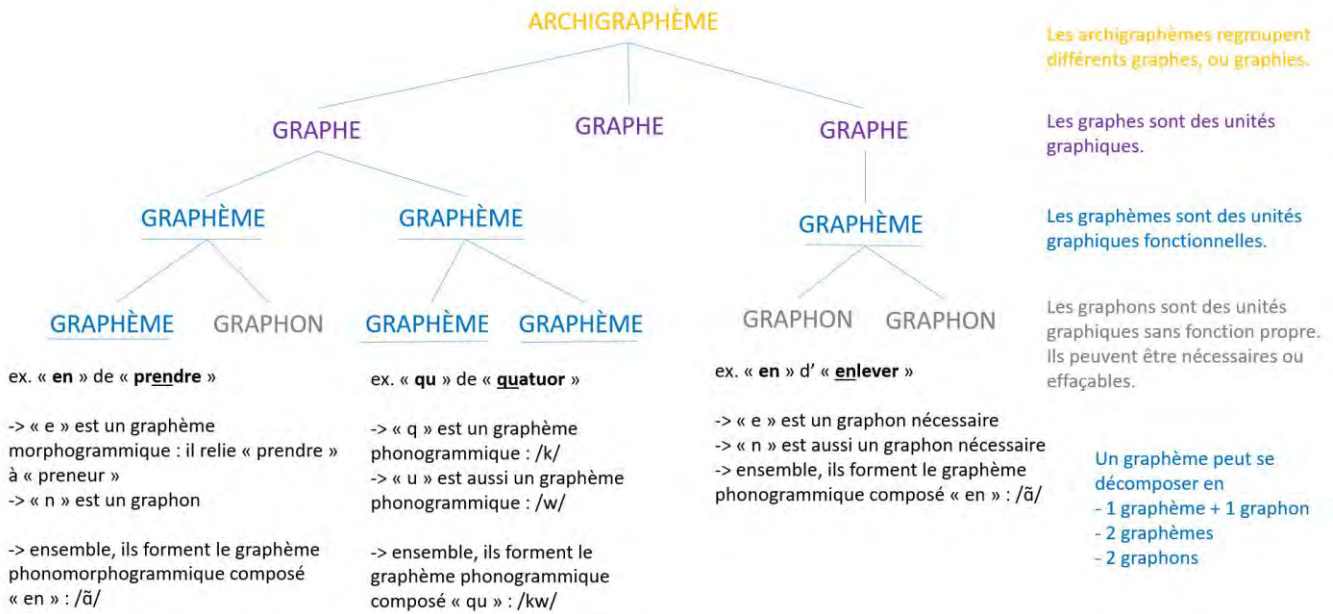 ARCHIGRAPHÈME
Les archigraphèmes regroupent
différents graphes, ou graphies.
GRAPHE
GRAPHE
GRAPHE
Les graphes sont des unités
graphiques.
GRAPHÈME
GRAPHÈME
GRAPHÈME
Les graphèmes sont des unités
graphiques fonctionnelles.
GRAPHÈME
GRAPHON
GRAPHÈME
GRAPHÈME
GRAPHON
GRAPHON
Les graphons sont des unités
graphiques sans fonction propre.
Ils peuvent être nécessaires ou
effaçables.
ex. « en » de « prendre »
-> « e » est un graphème
morphogrammique : il relie « prendre »
à « preneur »
-> « n » est un graphon
-> ensemble, ils forment le graphème
phonomorphogrammique composé
« en » : /ɑ̃/
ex. « qu » de « quatuor »
-> « q » est un graphème
phonogrammique : /k/
-> « u » est aussi un graphème
phonogrammique : /w/
-> ensemble, ils forment le
graphème phonogrammique
composé « qu » : /kw/
ex. « en » d’ « enlever »
-> « e » est un graphon nécessaire
-> « n » est aussi un graphon nécessaire
-> ensemble, ils forment le graphème
phonogrammique composé « en » : /ɑ̃/
Un graphème peut se
décomposer en
- 1 graphème + 1 graphon
- 2 graphèmes
- 2 graphons